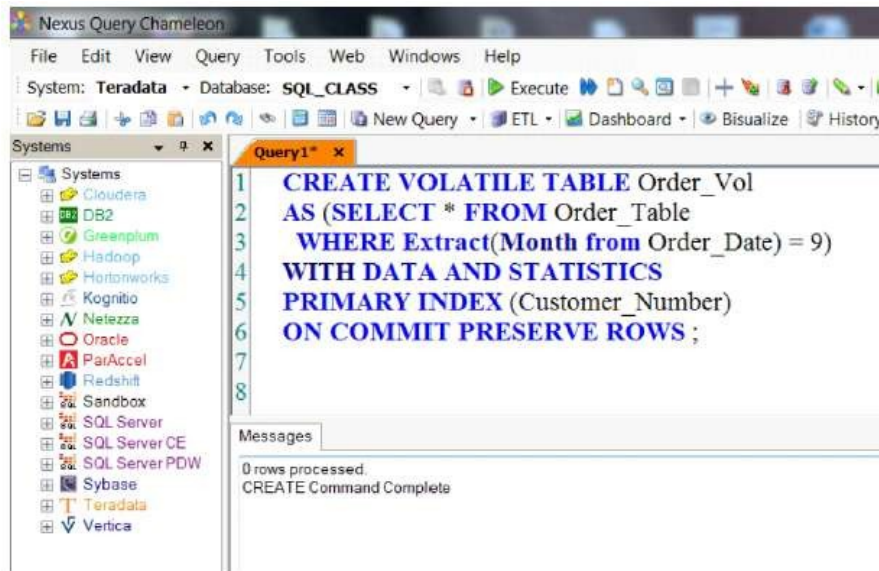 Nexus Query Chameleon
File Edit View Query Tools Web Windows Help
System: Teradata Database: SQL_CLASS Execute
New Query ETL Dashboard Bisualize History
Systems
Query1* x
Systems
Cloudera
DB2
Greenplum
Hadoop
Hortonworks
Kognitio
Netezza
Oracle
ParAccel
Redshift
Sandbox
SQL Server
SQL Server CE
SQL Server PDW
Sybase
Teradata
Vertica
1 CREATE VOLATILE TABLE Order_Vol
2 AS (SELECT * FROM Order_Table
3 WHERE Extract(Month from Order_Date) = 9)
4 WITH DATA AND STATISTICS
5 PRIMARY INDEX (Customer_Number)
6 ON COMMIT PRESERVE ROWS ;
7
8
Messages
0 rows processed.
CREATE Command Complete